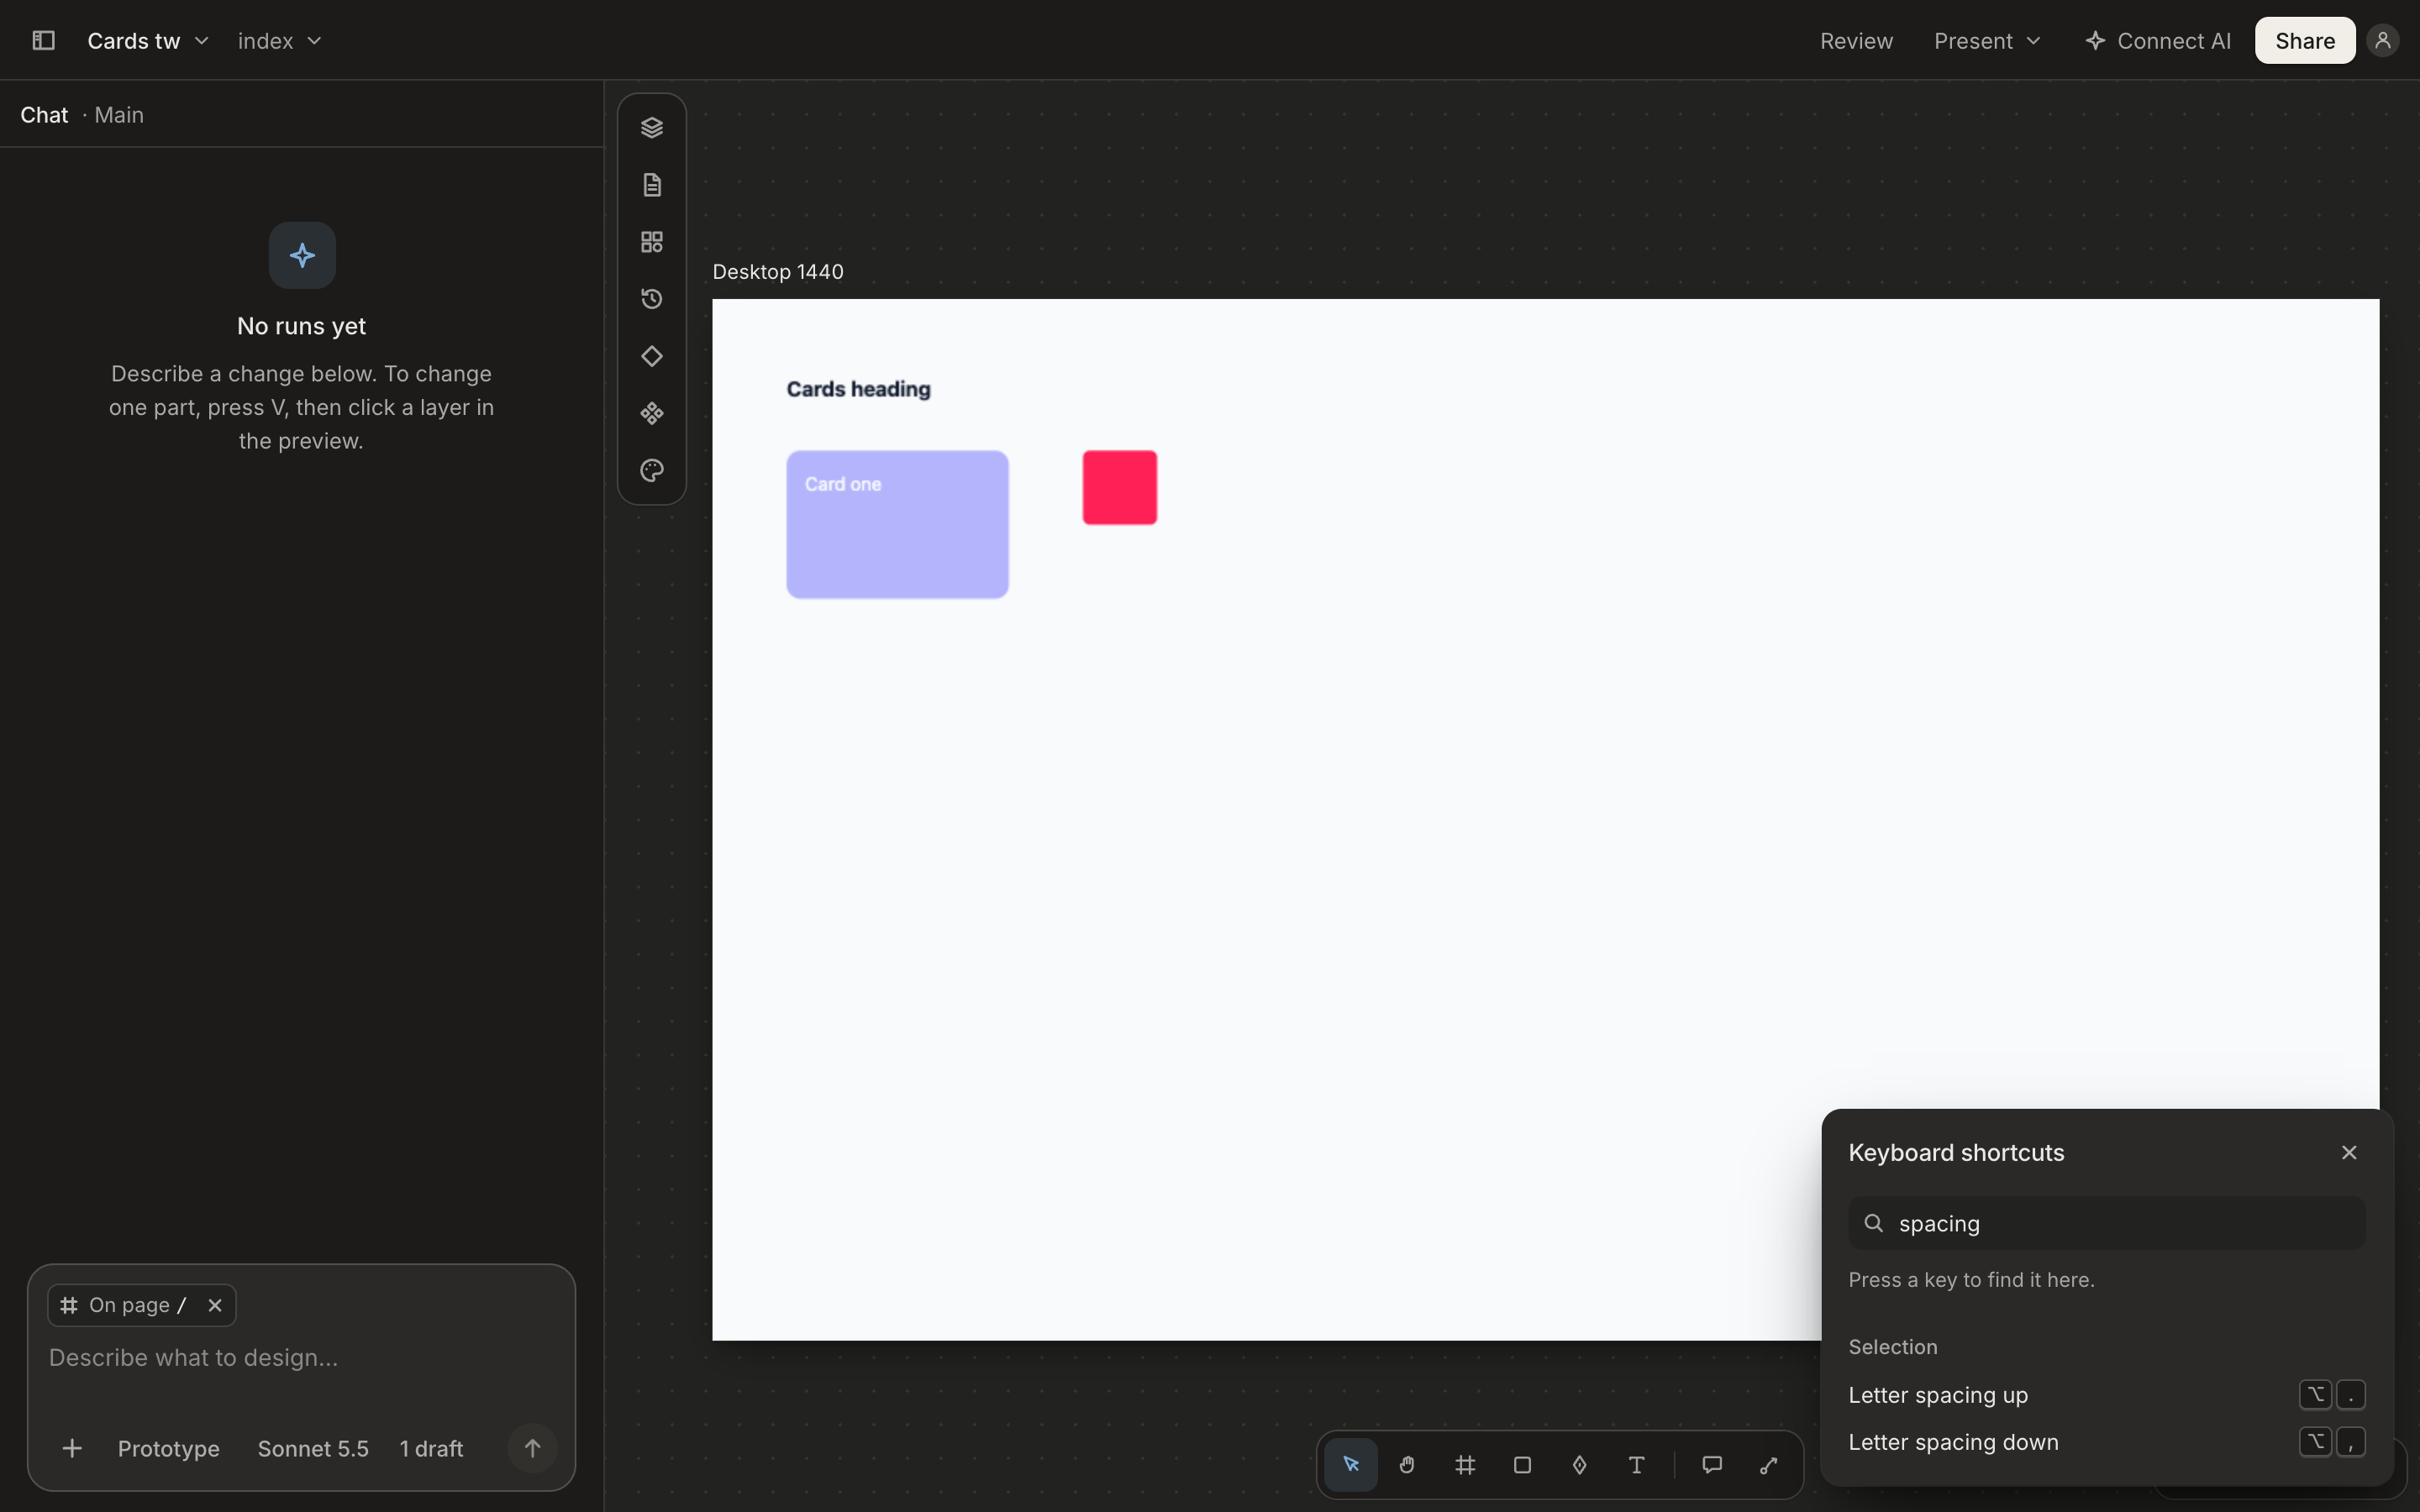 Cards tw
index
Review
Present
Connect AI
Share
Chat · Main
No runs yet
Describe a change below. To change
one part, press V, then click a layer in
the preview.
Desktop 1440
Cards heading
Card one
Keyboard shortcuts
spacing
Press a key to find it here.
Selection
Letter spacing up ⌥ .
Letter spacing down ⌥ ,
On page /
Describe what to design...
Prototype
Sonnet 5.5
1 draft